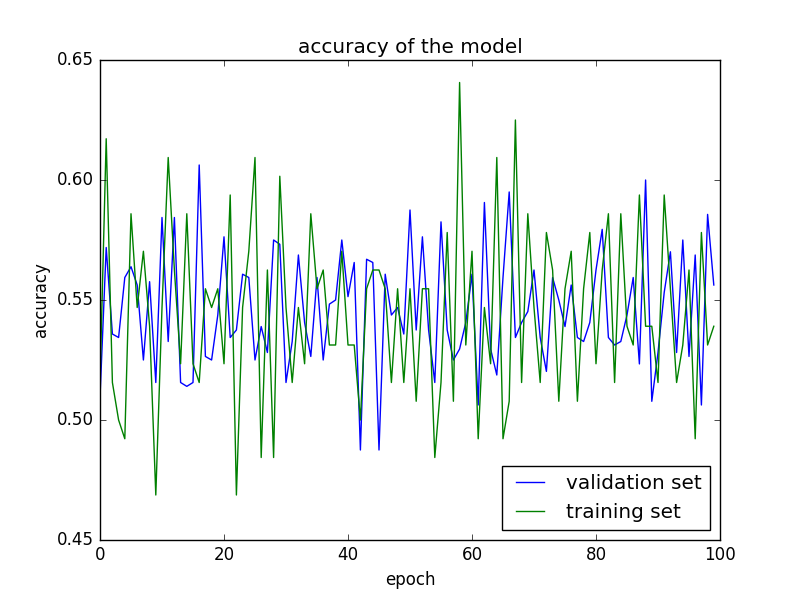 accuracy of the model
0.65
0.60
0.55
0.50
0.45
accuracy
validation set
training set
0 20 40 60 80 100
epoch